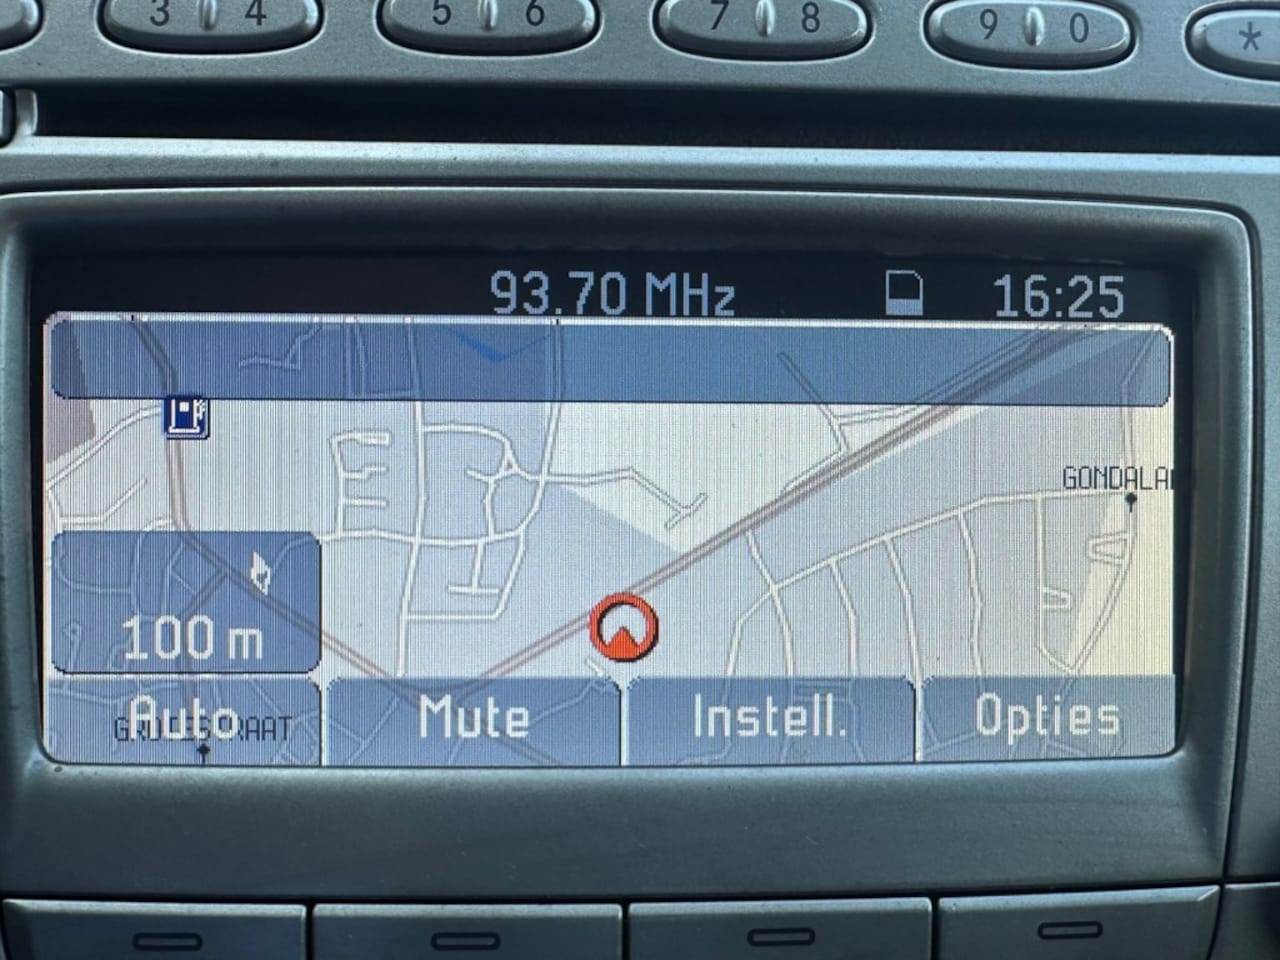 3 4 5 6 7 8 9 0 *
93.70 MHz 16:25
GONDALA
100 m
Auto Mute Instell. Opties